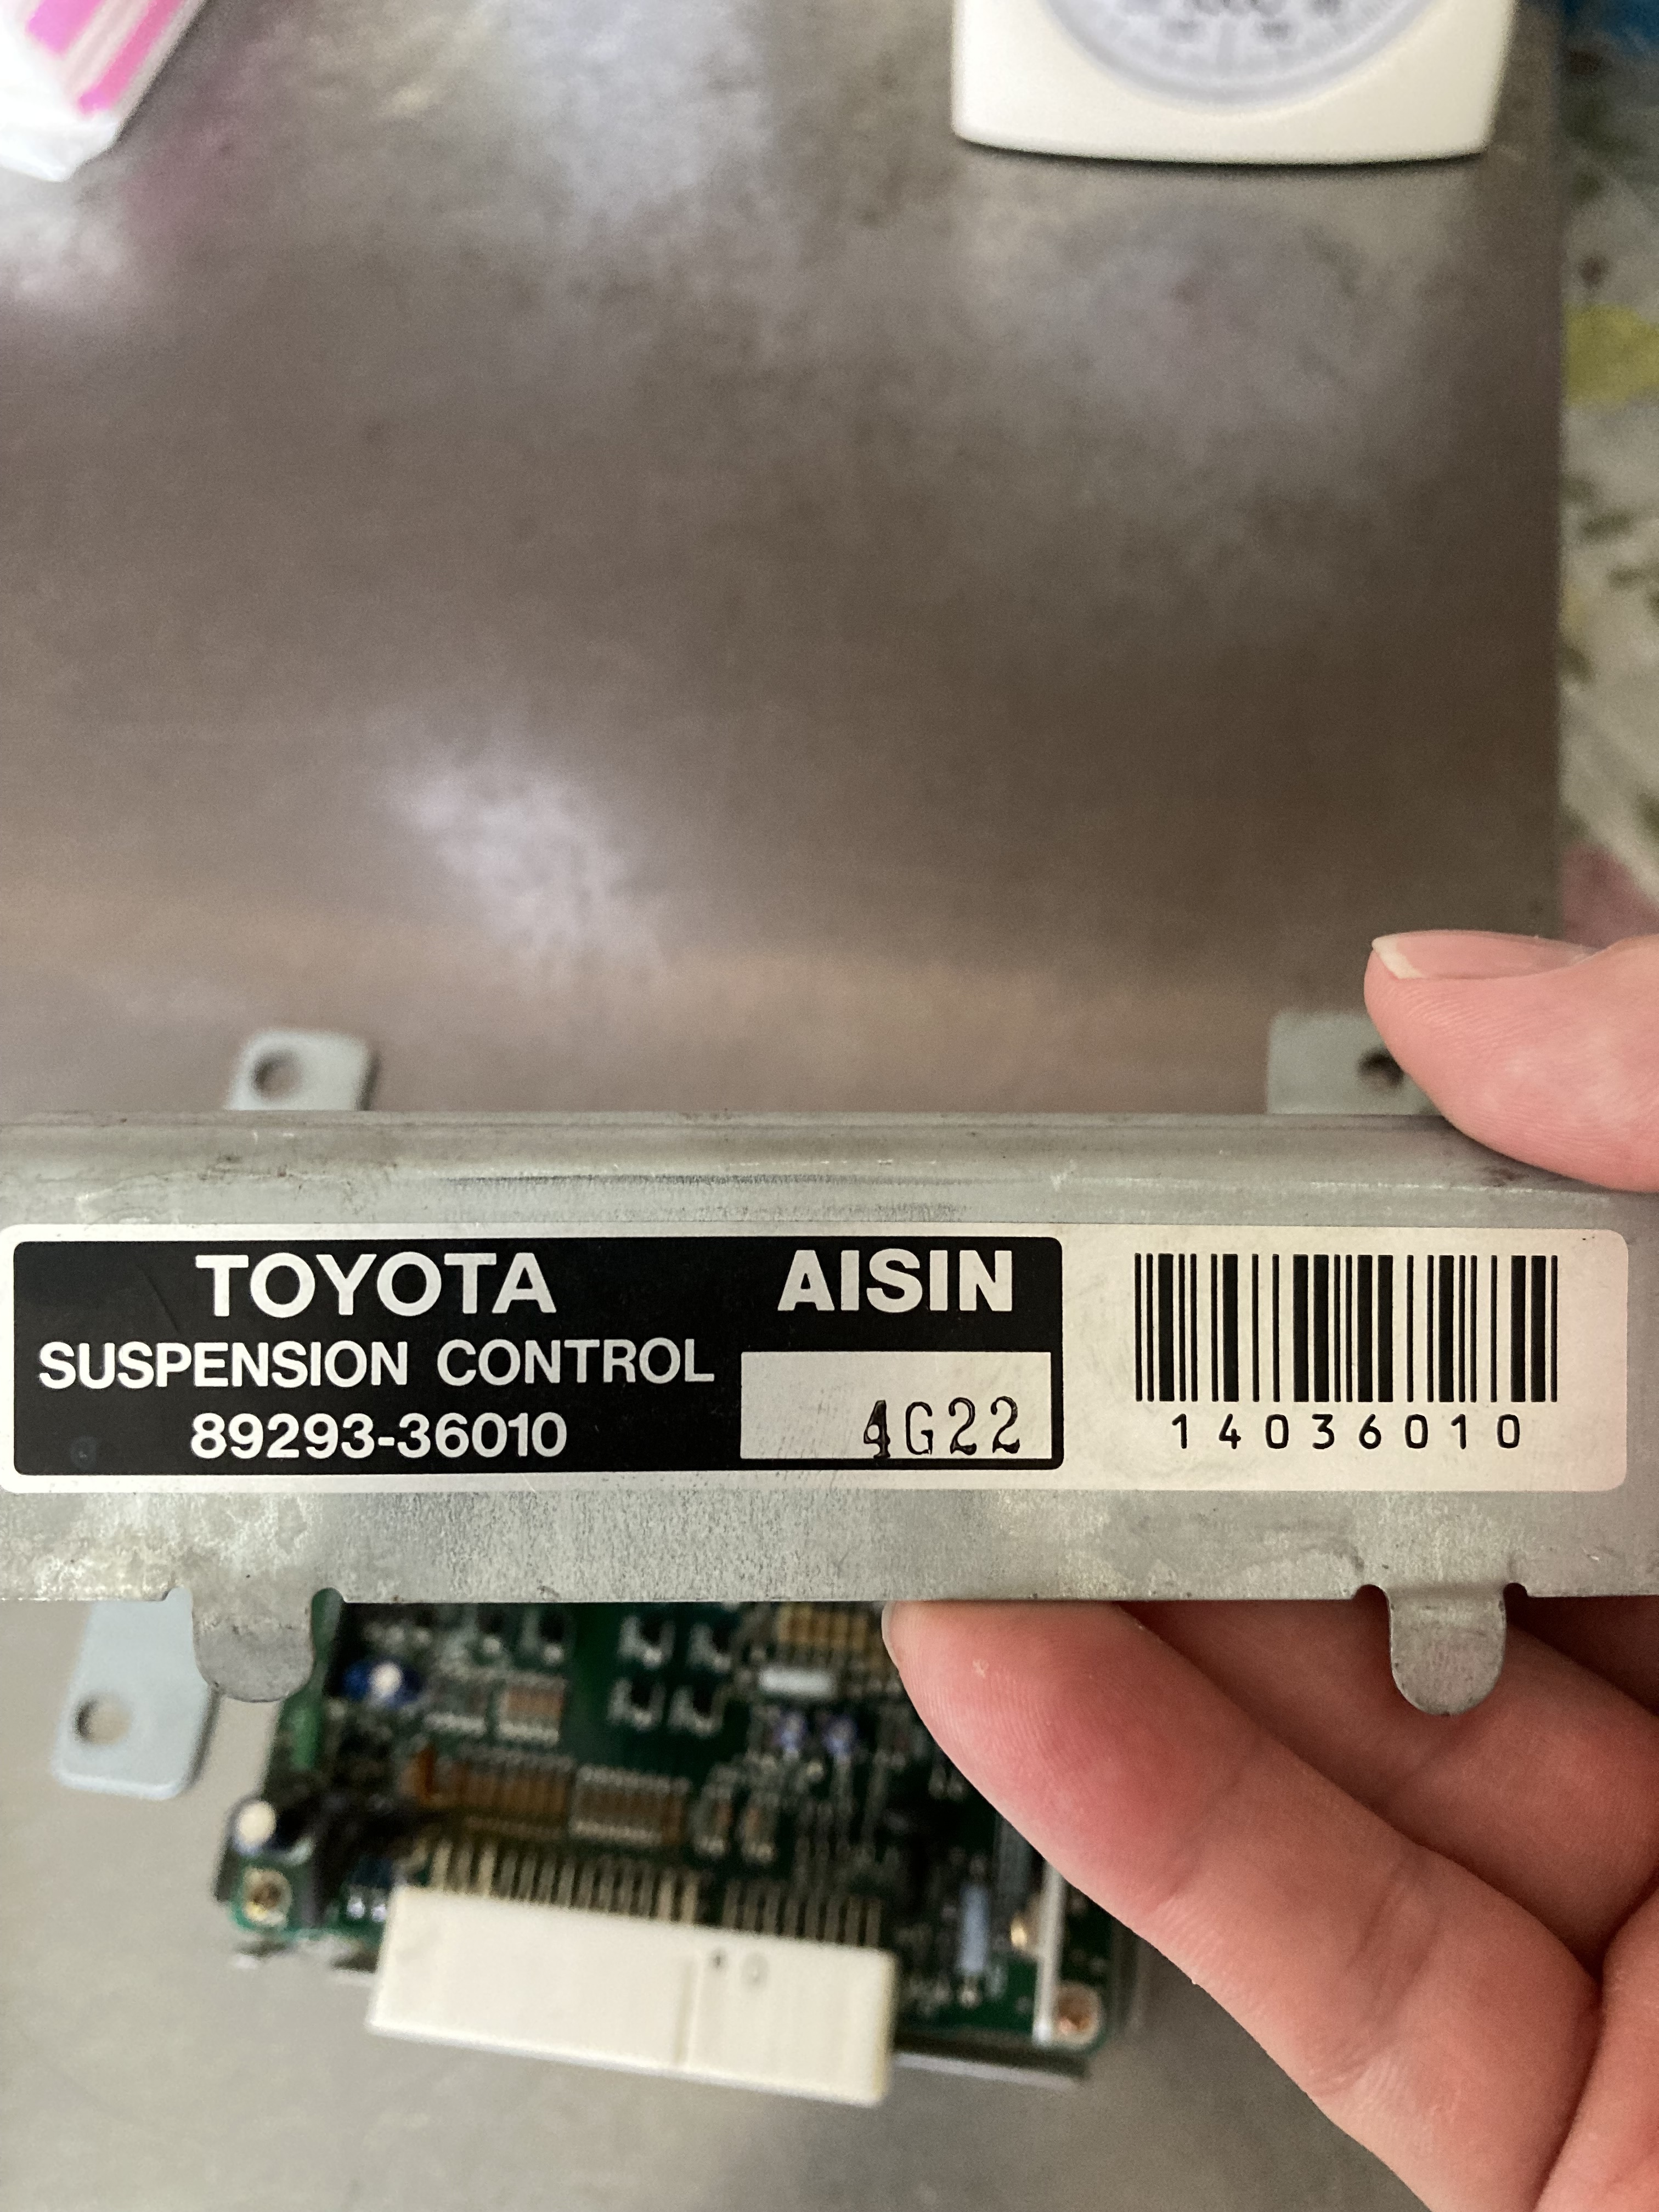 TOYOTA
SUSPENSION CONTROL
89293-36010
AISIN
4G22
14036010